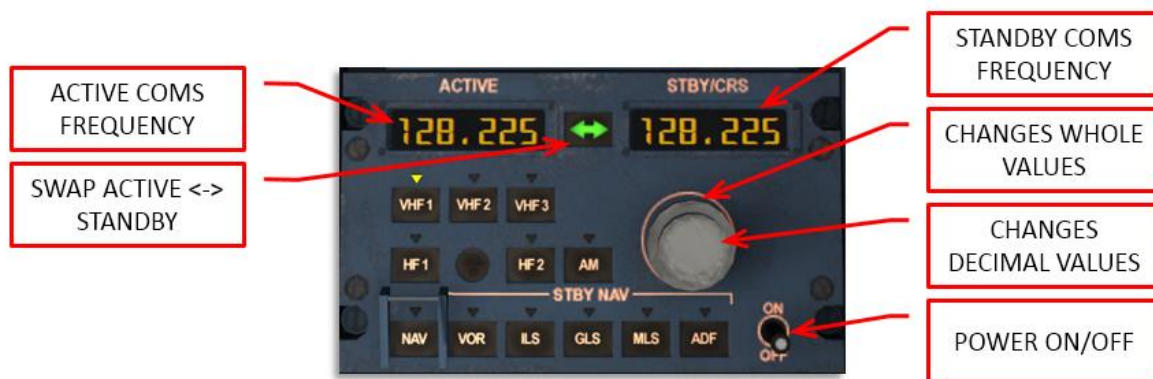 ACTIVE COMS
FREQUENCY
SWAP ACTIVE <->
STANDBY
ACTIVE
STBY/CRS
128.225
128.225
VHF 1
VHF 2
VHF 3
HF 1
HF 2
AM
STBY NAV
NAV
VOR
ILS
GLS
MLS
ADF
ON
OFF
STANDBY COMS
FREQUENCY
CHANGES WHOLE
VALUES
CHANGES
DECIMAL VALUES
POWER ON/OFF